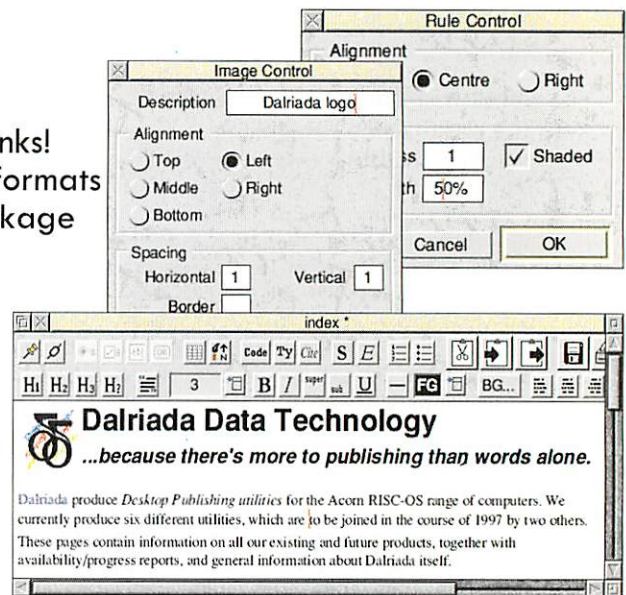 Rule Control
Alignment
Centre Right
1 Shaded
50%
Cancel OK
Image Control
Description Dalriada logo
Alignment
Top Left
Middle Right
Bottom
Spacing
Horizontal 1 Vertical 1
Border
nks!
ormats
kage
index *
Code Ty Cite S E
H1 H2 H3 H? 3 B I super sub U FG BG...
Dalriada Data Technology
...because there's more to publishing than words alone.
Dalriada produce Desktop Publishing utilities for the Acorn RISC-OS range of computers. We
currently produce six different utilities, which are to be joined in the course of 1997 by two others.
These pages contain information on all our existing and future products, together with
availability/progress reports, and general information about Dalriada itself.